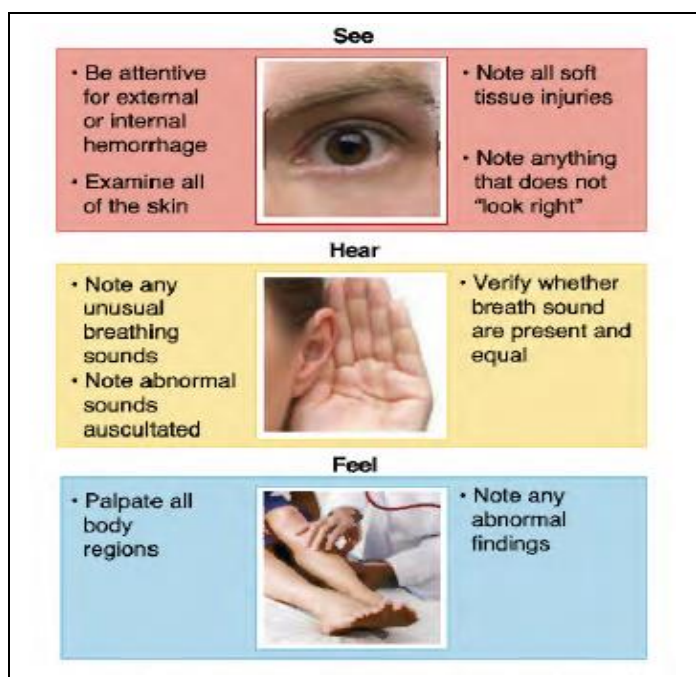 See
• Be attentive
for external
or internal
hemorrhage
• Examine all
of the skin
• Note all soft
tissue injuries
• Note anything
that does not
"look right"
Hear
• Note any
unusual
breathing
sounds
• Note abnormal
sounds
auscultated
• Verify whether
breath sound
are present and
equal
Feel
• Palpate all
body
regions
• Note any
abnormal
findings